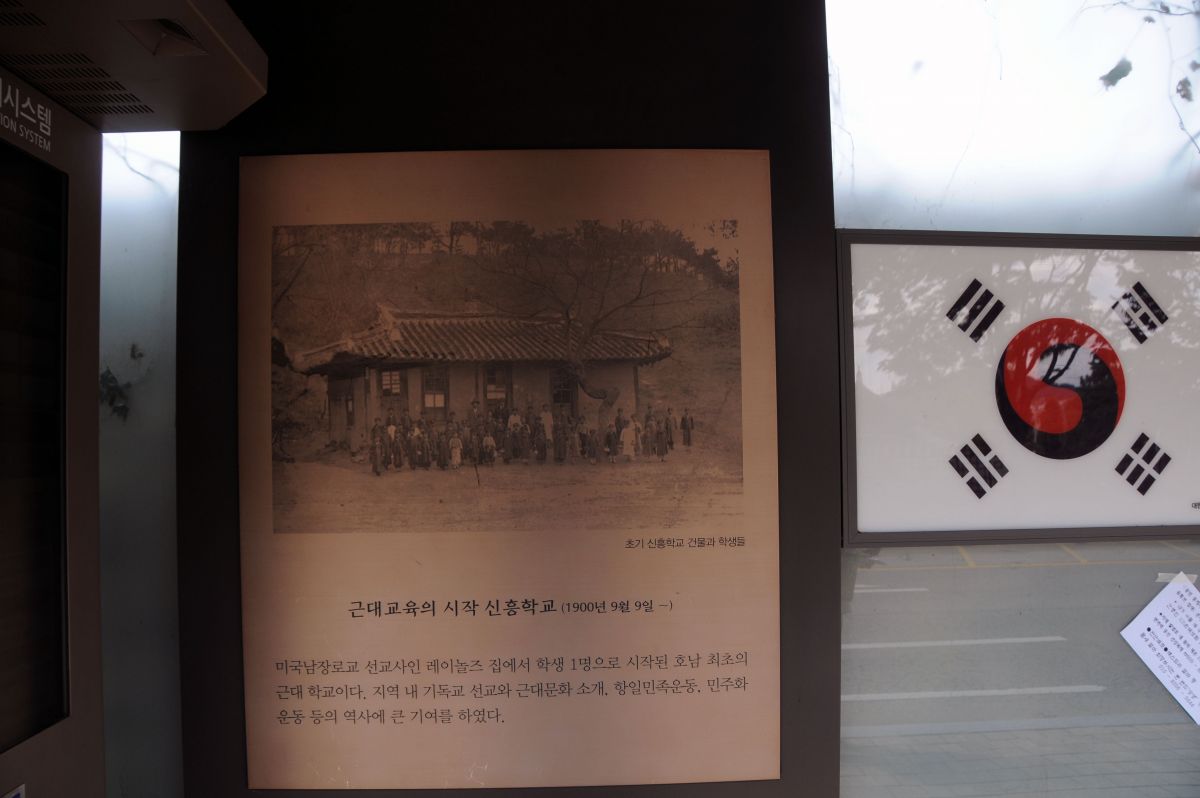 시스템
ION SYSTEM
초기 신흥학교 건물과 학생들
근대교육의 시작 신흥학교 (1900년 9월 9일 ~)
미국남장로교 선교사인 레이놀즈 집에서 학생 1명으로 시작된 호남 최초의
근대 학교이다. 지역 내 기독교 선교와 근대문화 소개, 항일민족운동, 민주화
운동 등의 역사에 큰 기여를 하였다.